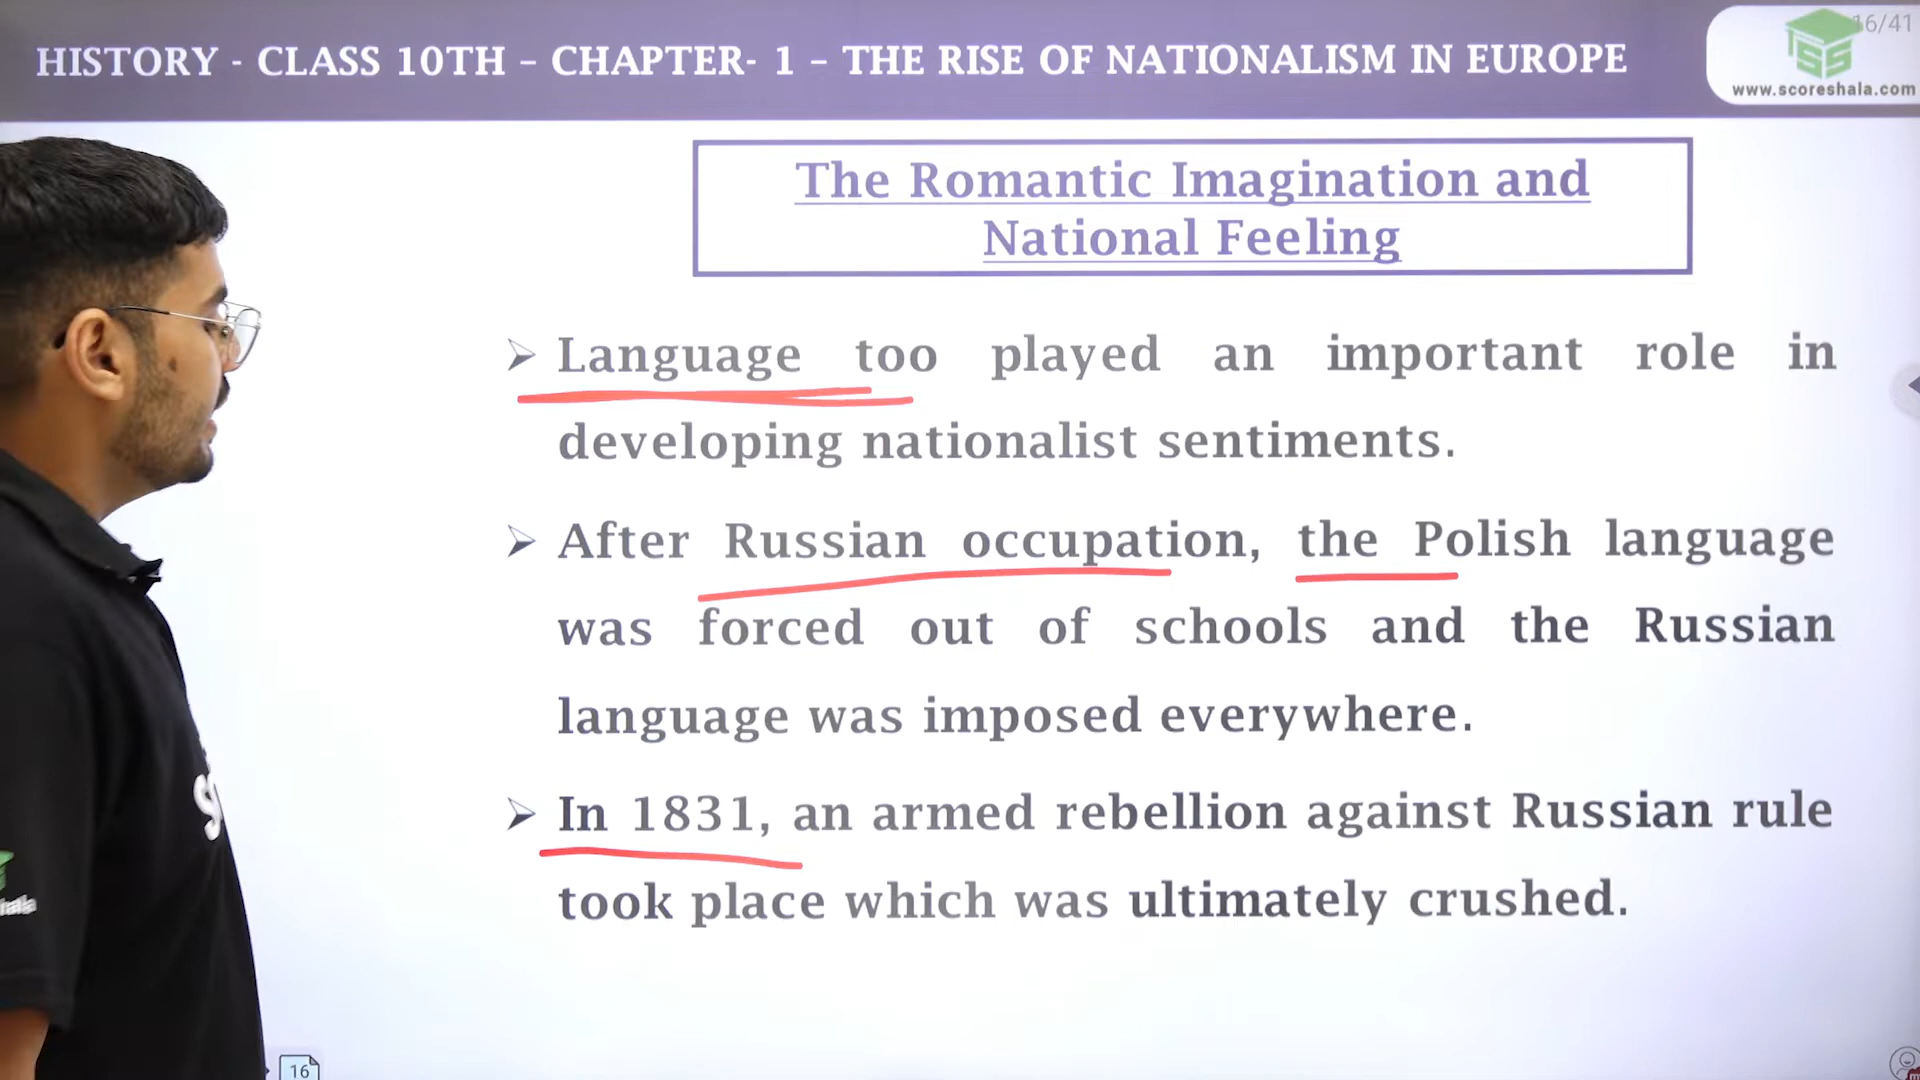 HISTORY - CLASS 10TH – CHAPTER- 1 – THE RISE OF NATIONALISM IN EUROPE
16/41
www.scoreshala.com
The Romantic Imagination and
National Feeling
➢ Language too played an important role in
developing nationalist sentiments.
➢ After Russian occupation, the Polish language
was forced out of schools and the Russian
language was imposed everywhere.
➢ In 1831, an armed rebellion against Russian rule
took place which was ultimately crushed.
16